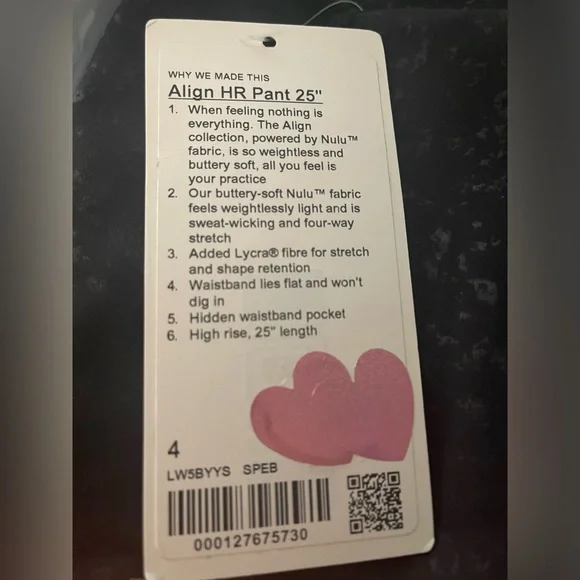 WHY WE MADE THIS
Align HR Pant 25"
1. When feeling nothing is
everything. The Align
collection, powered by Nulu™
fabric, is so weightless and
buttery soft, all you feel is
your practice
2. Our buttery-soft Nulu™ fabric
feels weightlessly light and is
sweat-wicking and four-way
stretch
3. Added Lycra® fibre for stretch
and shape retention
4. Waistband lies flat and won't
dig in
5. Hidden waistband pocket
6. High rise, 25" length
4
LW5BYYS SPEB
000127675730